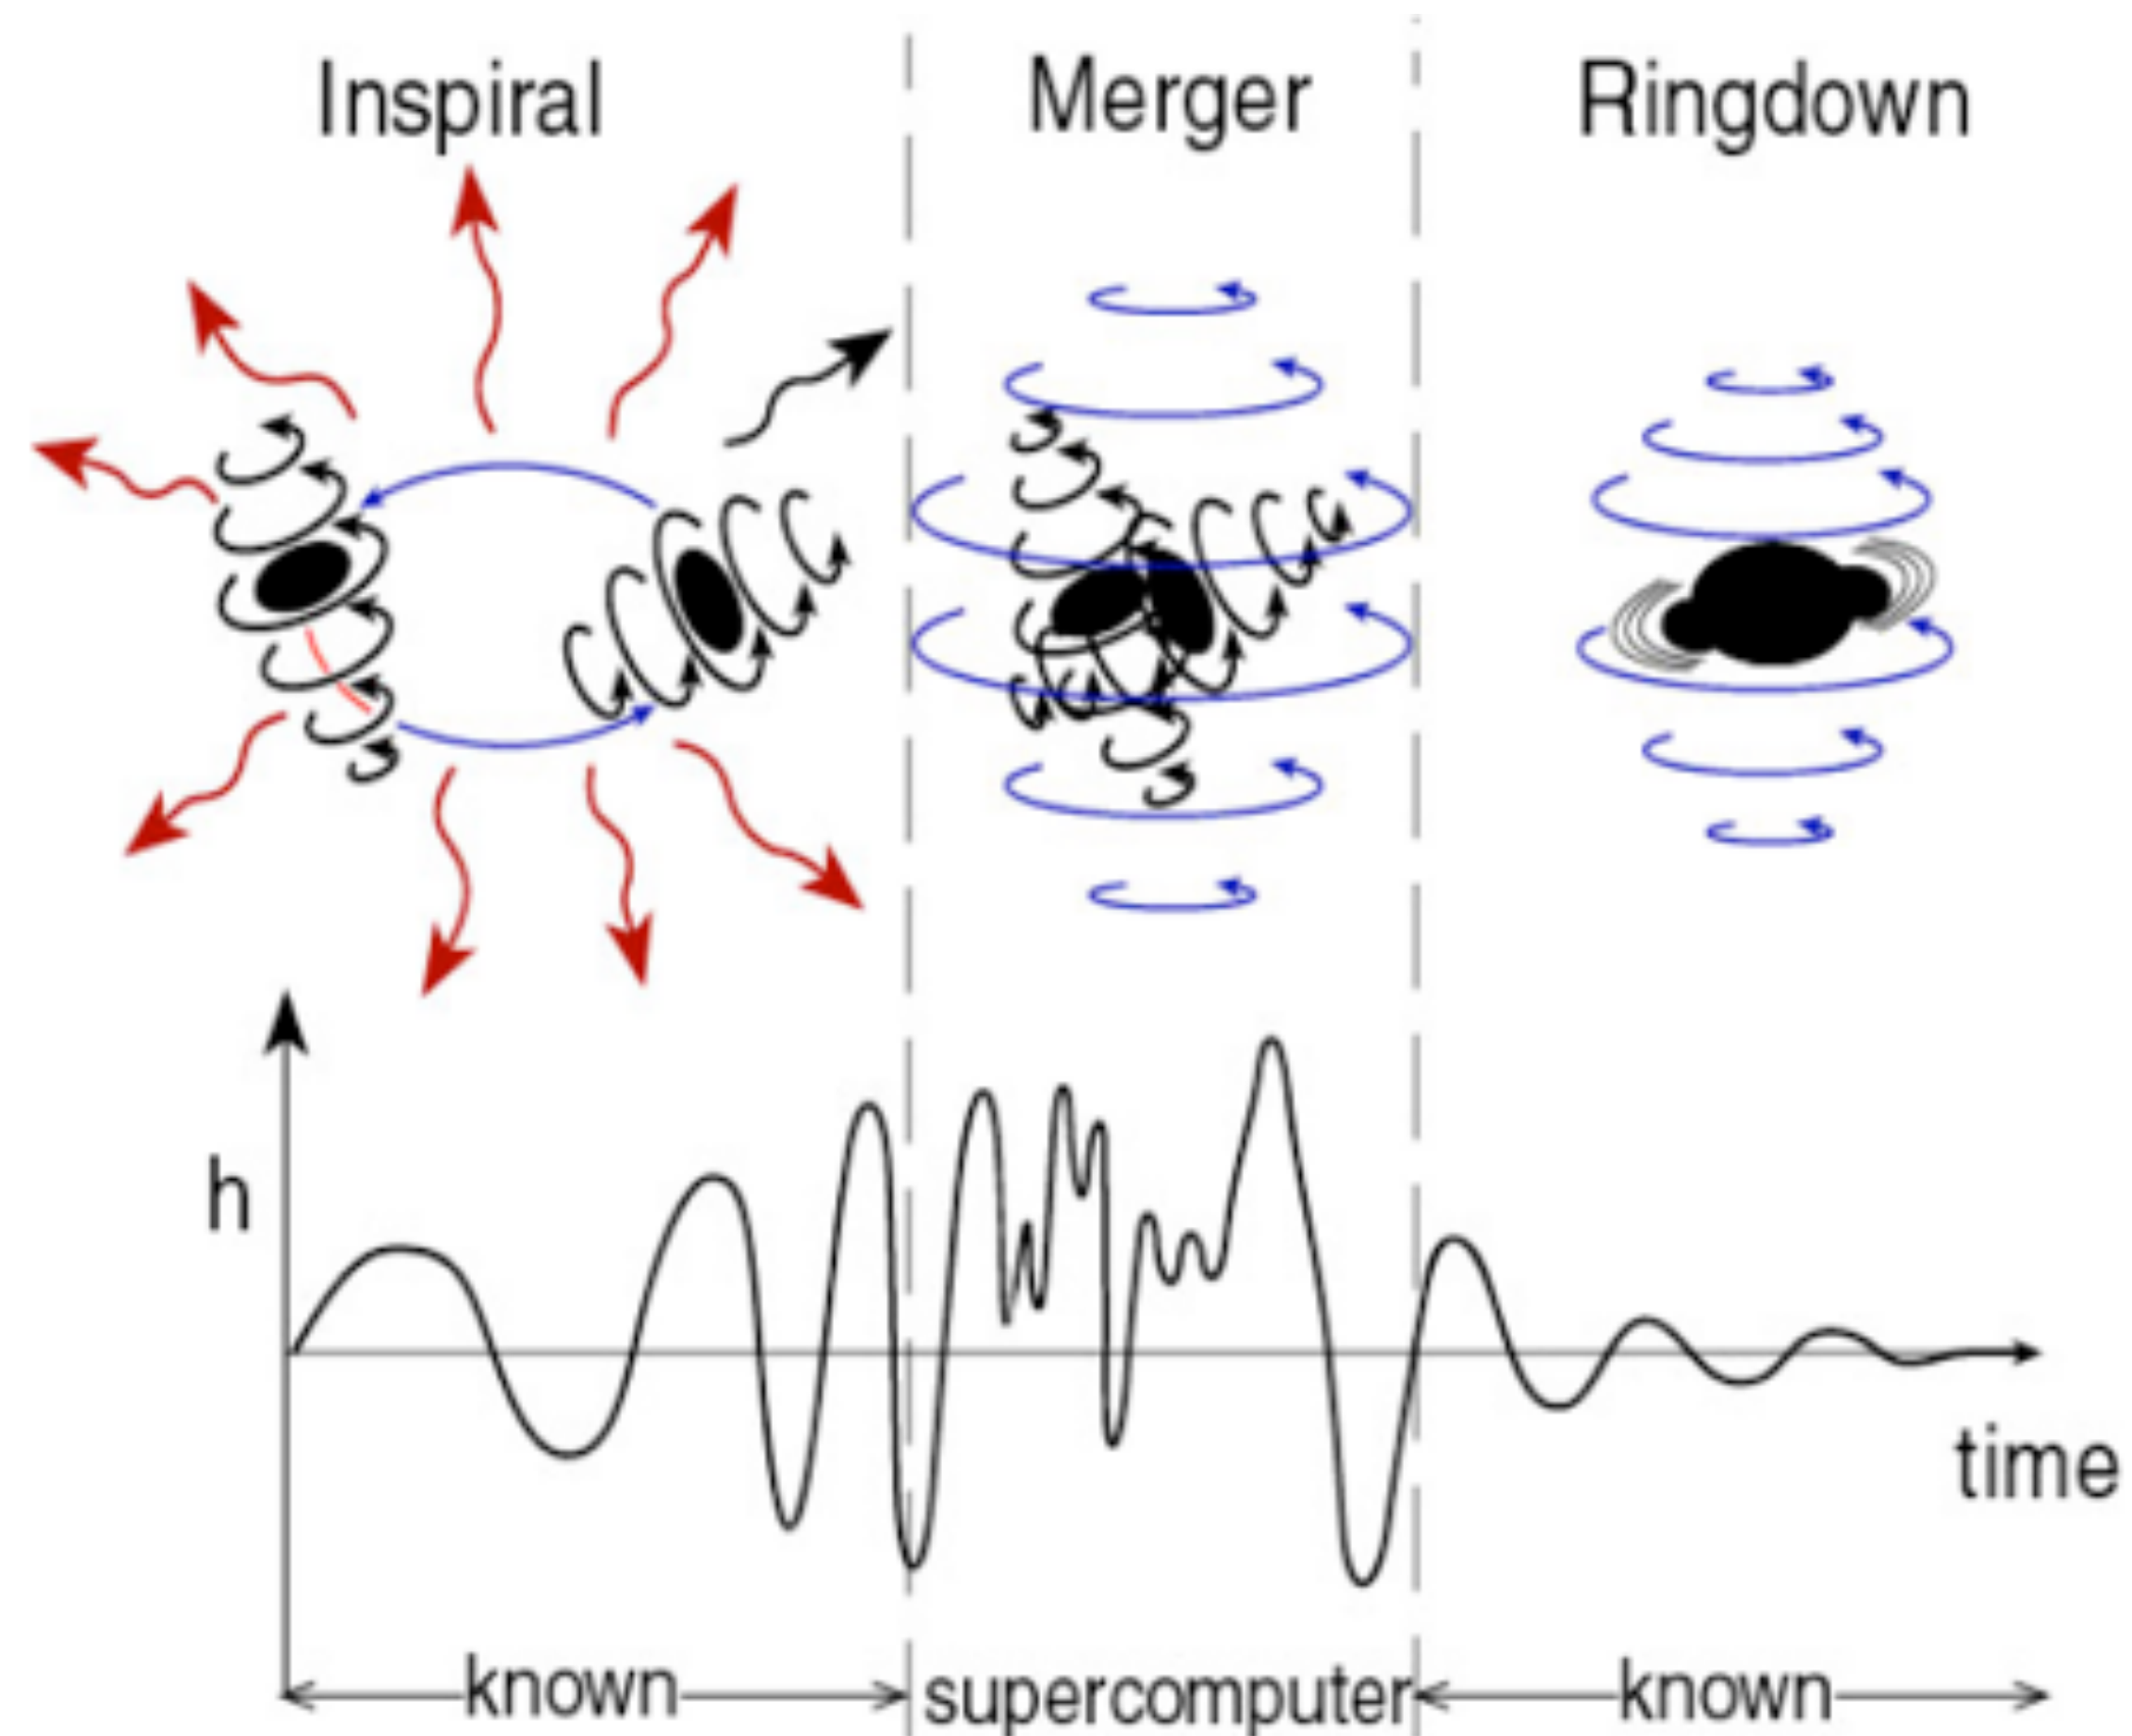 Inspiral
Merger
Ringdown
h
time
known
supercomputer
known